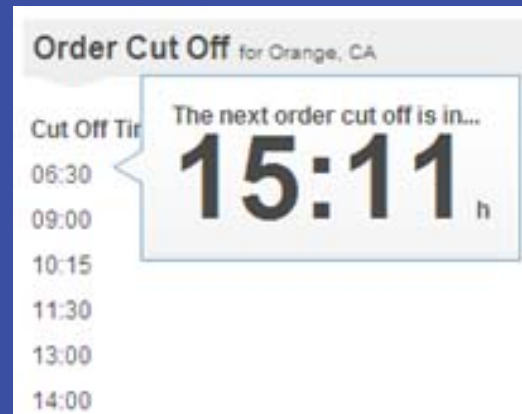 Order Cut Off for Orange, CA
The next order cut off is in...
15:11 h
Cut Off Tir
06:30
09:00
10:15
11:30
13:00
14:00